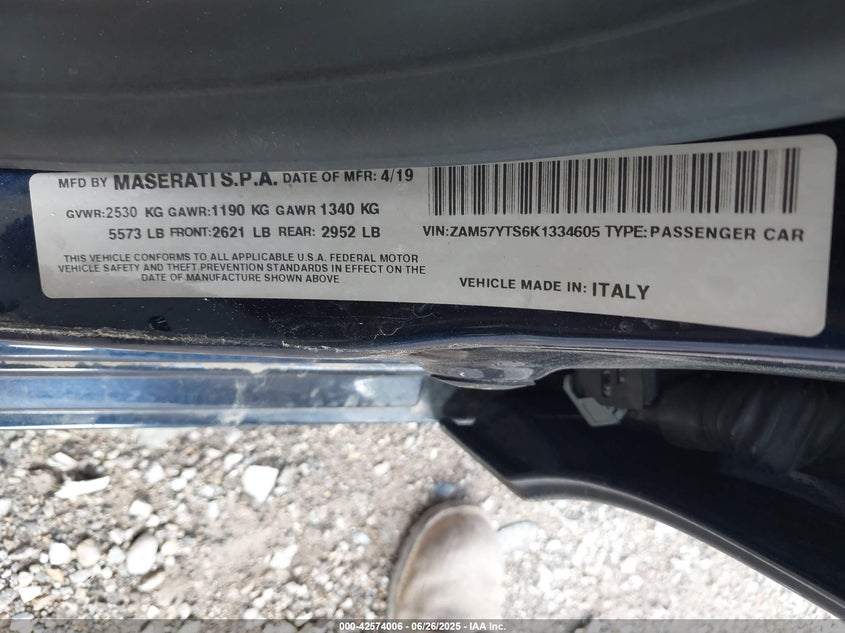 MFD BY MASERATI S.P.A. DATE OF MFR: 4/19
GVWR:2530 KG GAWR:1190 KG GAWR 1340 KG
5573 LB FRONT:2621 LB REAR: 2952 LB
THIS VEHICLE CONFORMS TO ALL APPLICABLE U.S.A. FEDERAL MOTOR
VEHICLE SAFETY AND THEFT PREVENTION STANDARDS IN EFFECT ON THE
DATE OF MANUFACTURE SHOWN ABOVE
VIN:ZAM57YTS6K1334605 TYPE:PASSENGER CAR
VEHICLE MADE IN: ITALY
000-42574006 - 06/26/2025 - IAA Inc.